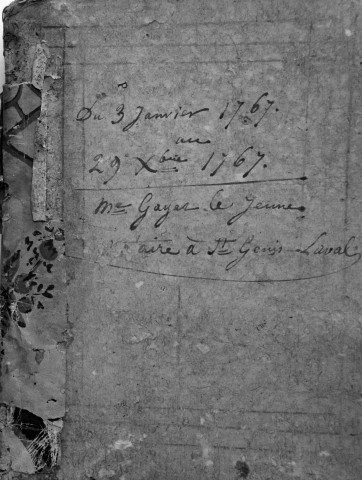 Du 3 Janvier 1767.
au
29 Xbre 1767.
Me Gayet le Jeune
Notaire à St Genis-Laval